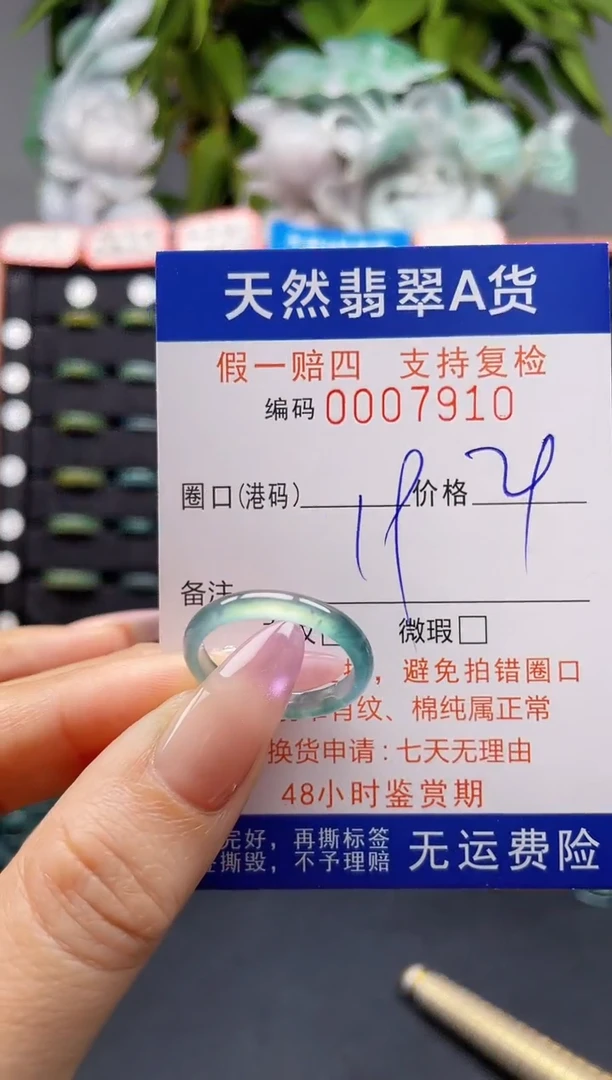 天然翡翠A货
假一赔四 支持复检
编码 0007910
圈口(港码) 价格
备注
微瑕
，避免拍错圈口
纹、棉纯属正常
换货申请：七天无理由
48小时鉴赏期
完好，再撕标签
撕毁，不予理赔
无运费险